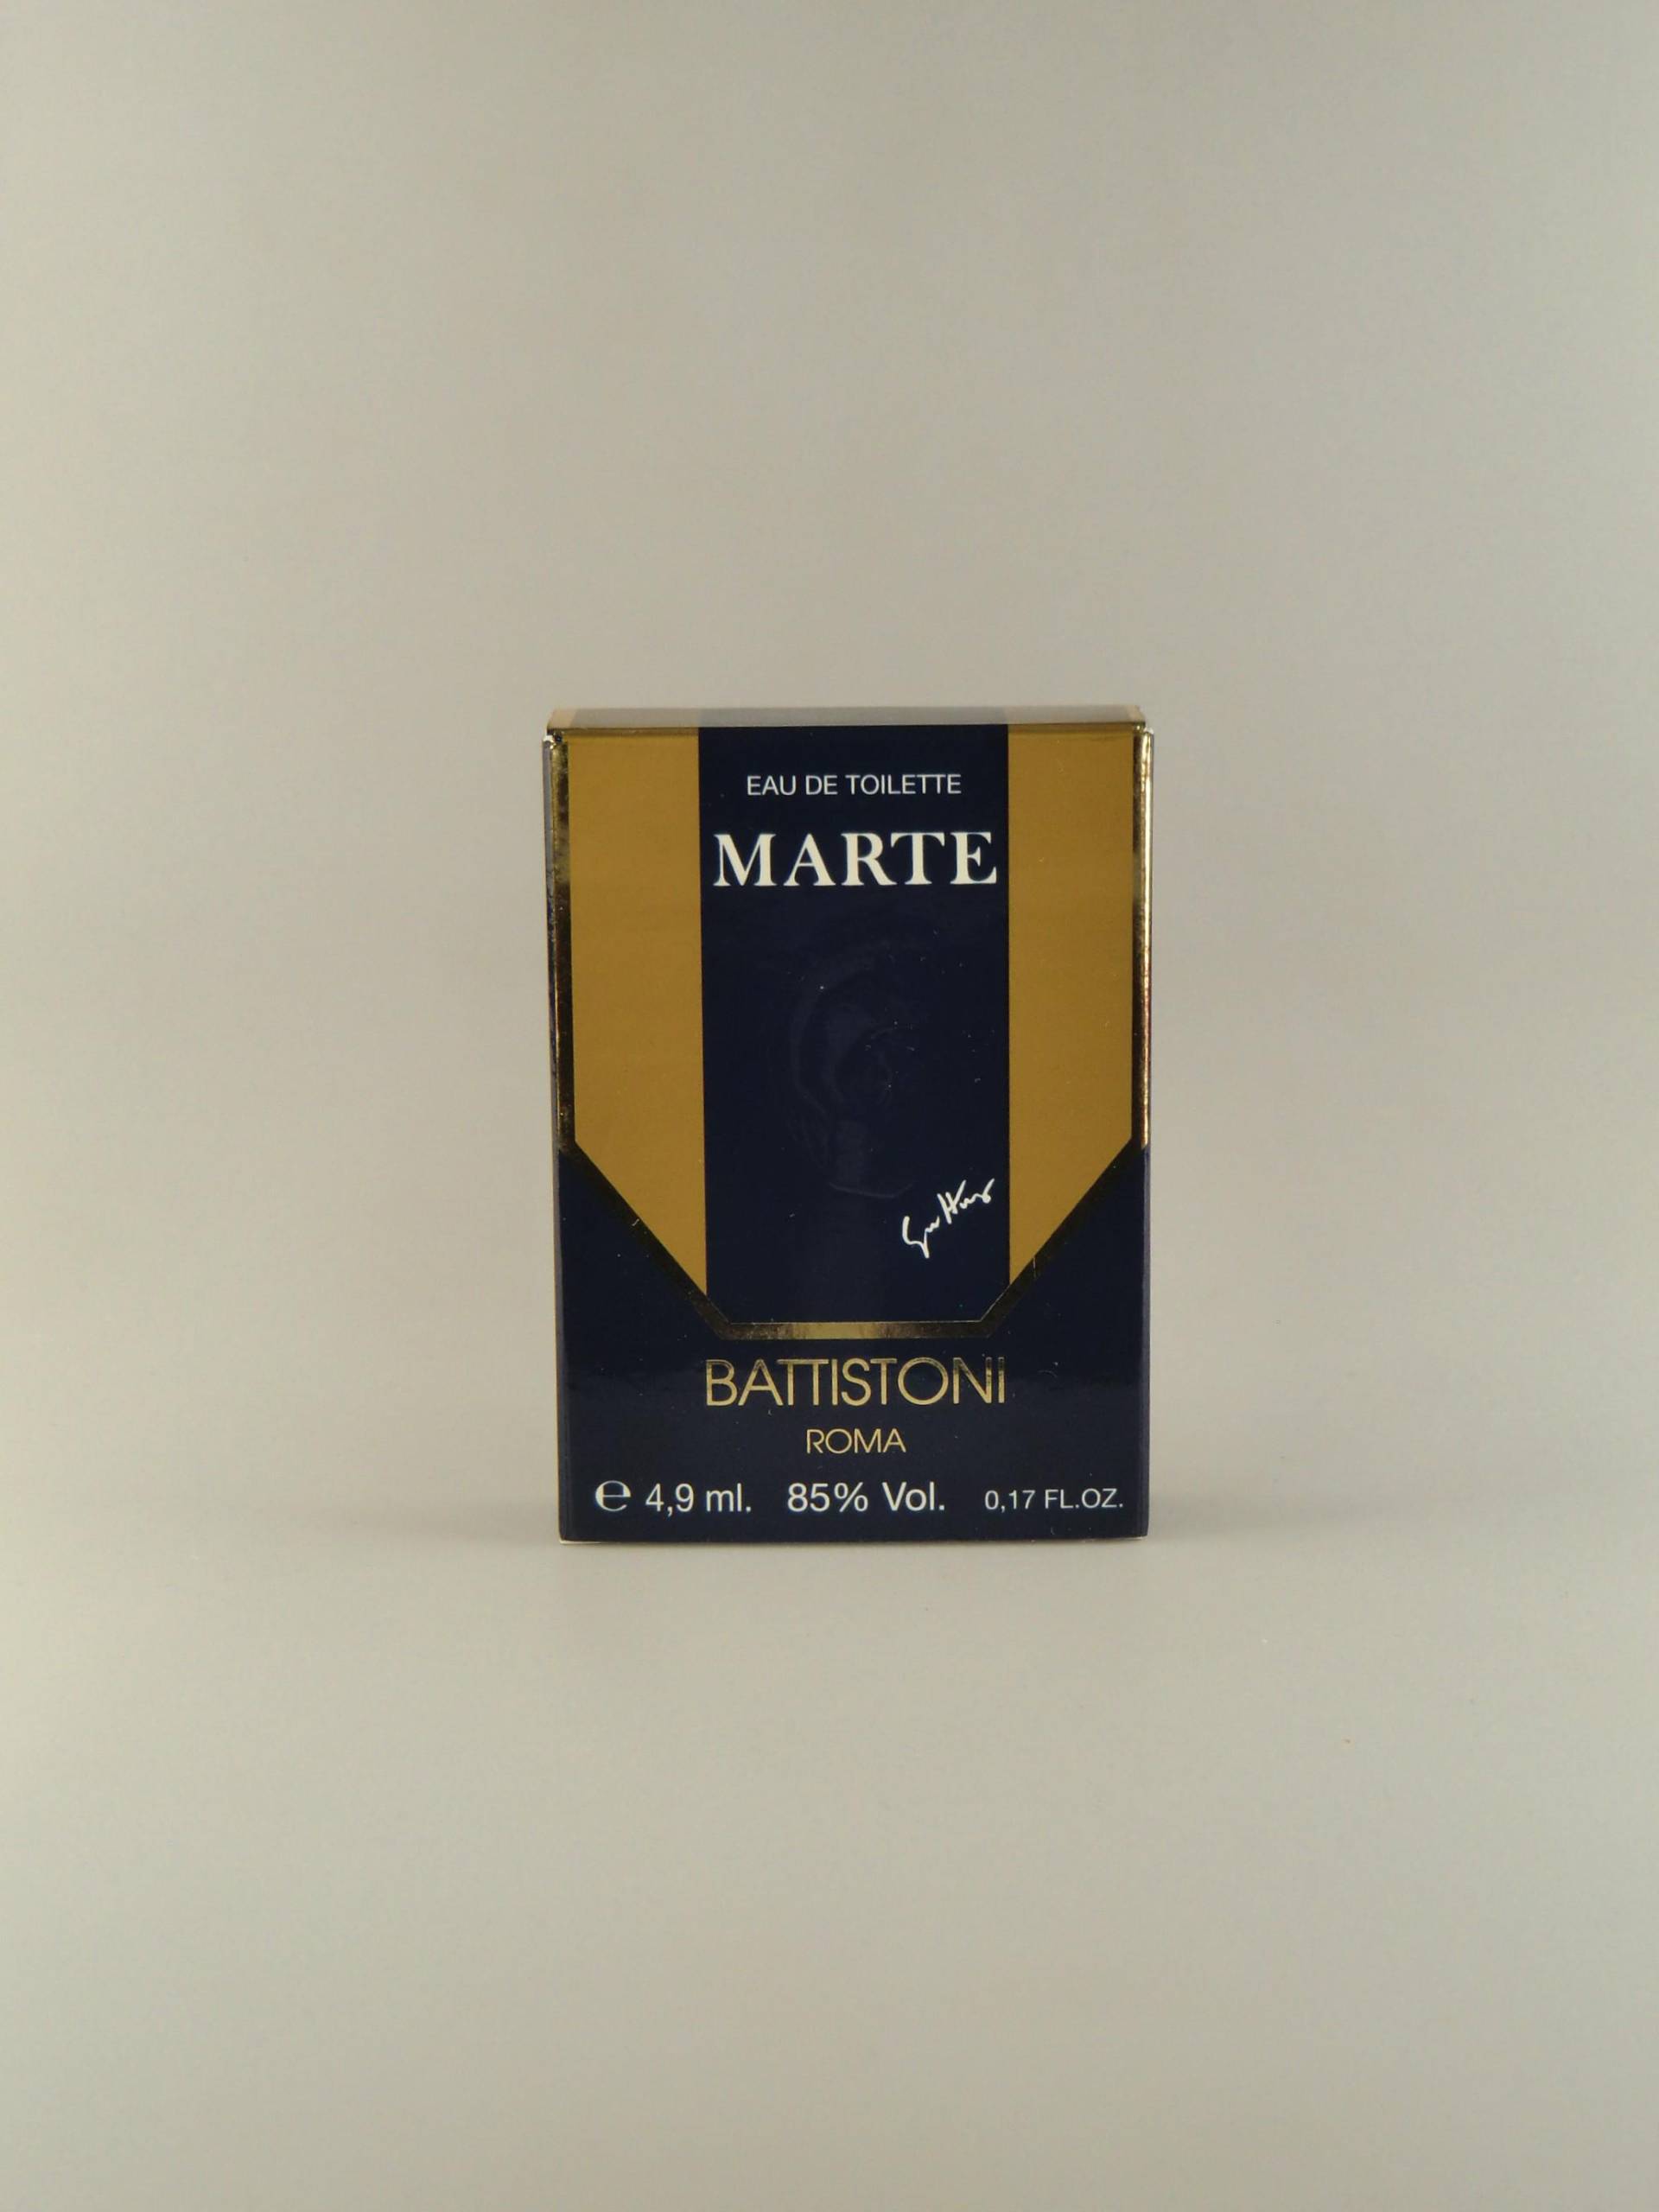 EAU DE TOILETTE
MARTE
BATTISTONI
ROMA
℮ 4,9 ml. 85% Vol. 0,17 FL.OZ.